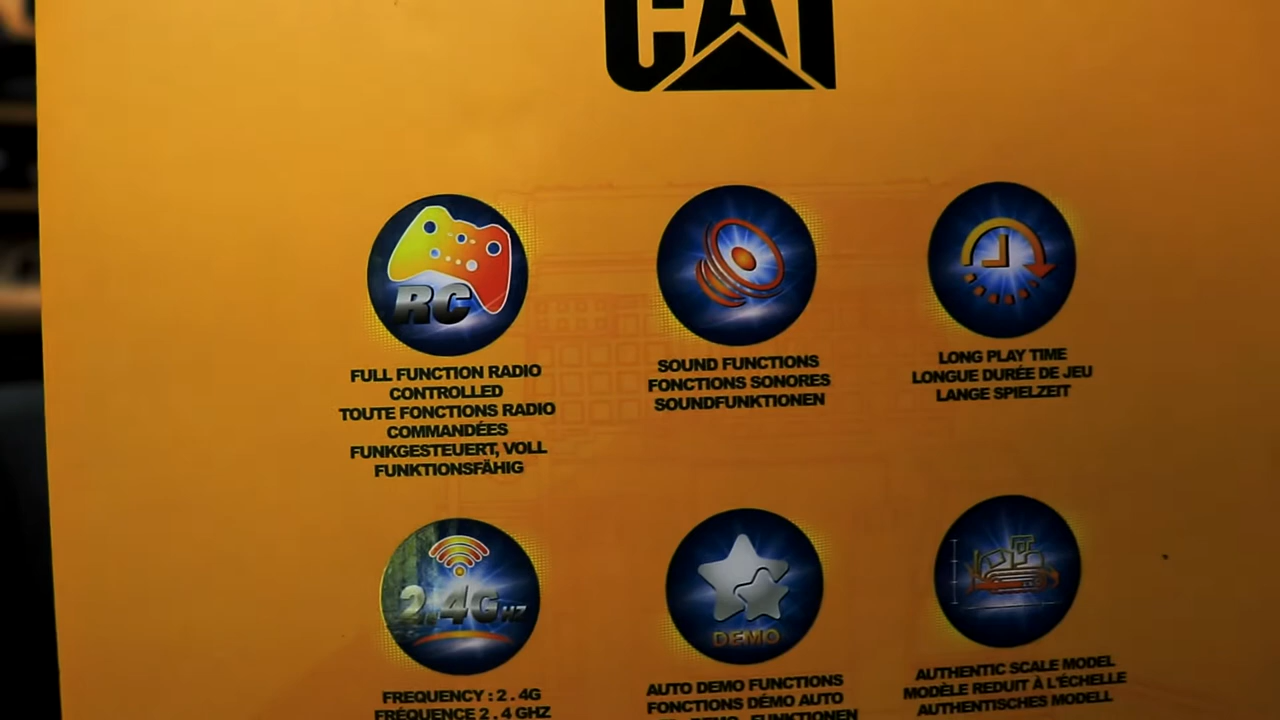 CAT
RC
FULL FUNCTION RADIO
CONTROLLED
TOUTE FONCTIONS RADIO
COMMANDÉES
FUNKGESTEUERT, VOLL
FUNKTIONSFÄHIG
SOUND FUNCTIONS
FONCTIONS SONORES
SOUNDFUNKTIONEN
LONG PLAY TIME
LONGUE DURÉE DE JEU
LANGE SPIELZEIT
2.4GHZ
FREQUENCY : 2 . 4G
FRÉQUENCE 2 . 4 GHZ
DEMO
AUTO DEMO FUNCTIONS
FONCTIONS DÉMO AUTO
FUNKTIONEN
AUTHENTIC SCALE MODEL
MODÈLE REDUIT À L'ÉCHELLE
AUTHENTISCHES MODELL